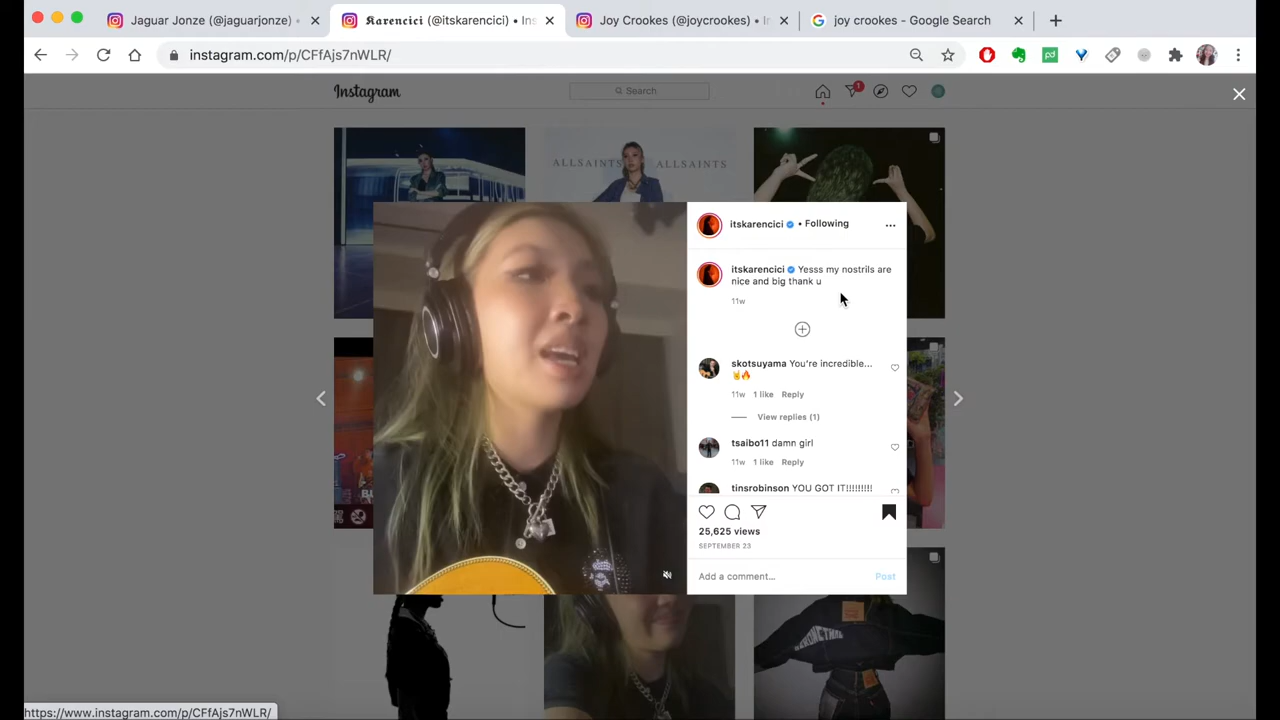 Jaguar Jonze (@jaguarjonze) •
𝕶𝖆𝖗𝖊𝖓𝖈𝖎𝖈𝖎 (@itskarencici) • Ins
Joy Crookes (@joycrookes) • In
joy crookes - Google Search
instagram.com/p/CFfAjs7nWLR/
Instagram
Search
1
ALLSAINTS ALLSAINTS
itskarencici • Following
itskarencici Yesss my nostrils are
nice and big thank u
11w
skotsuyama You're incredible...
🤘🔥
11w 1 like Reply
View replies (1)
tsaibo11 damn girl
11w 1 like Reply
tinsrobinson YOU GOT IT!!!!!!!!!
25,625 views
SEPTEMBER 23
Add a comment...
Post
https://www.instagram.com/p/CFfAjs7nWLR/